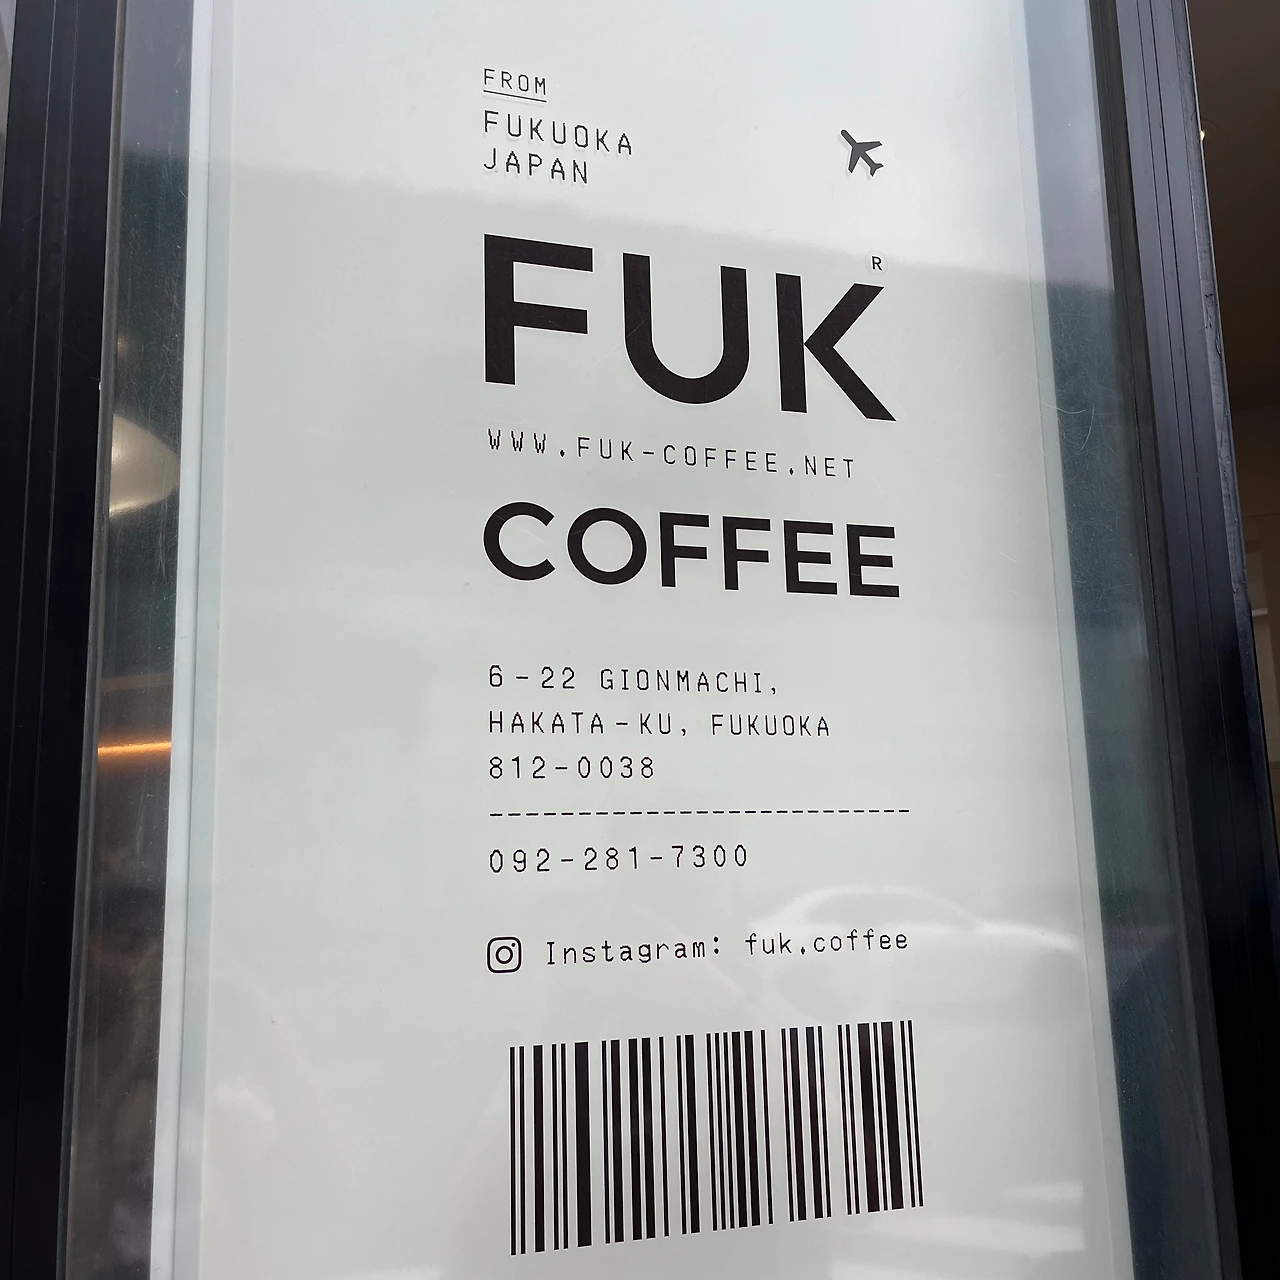 FROM
FUKUOKA
JAPAN
FUK®
WWW.FUK-COFFEE.NET
COFFEE
6-22 GIONMACHI,
HAKATA-KU, FUKUOKA
812-0038
092-281-7300
Instagram: fuk.coffee